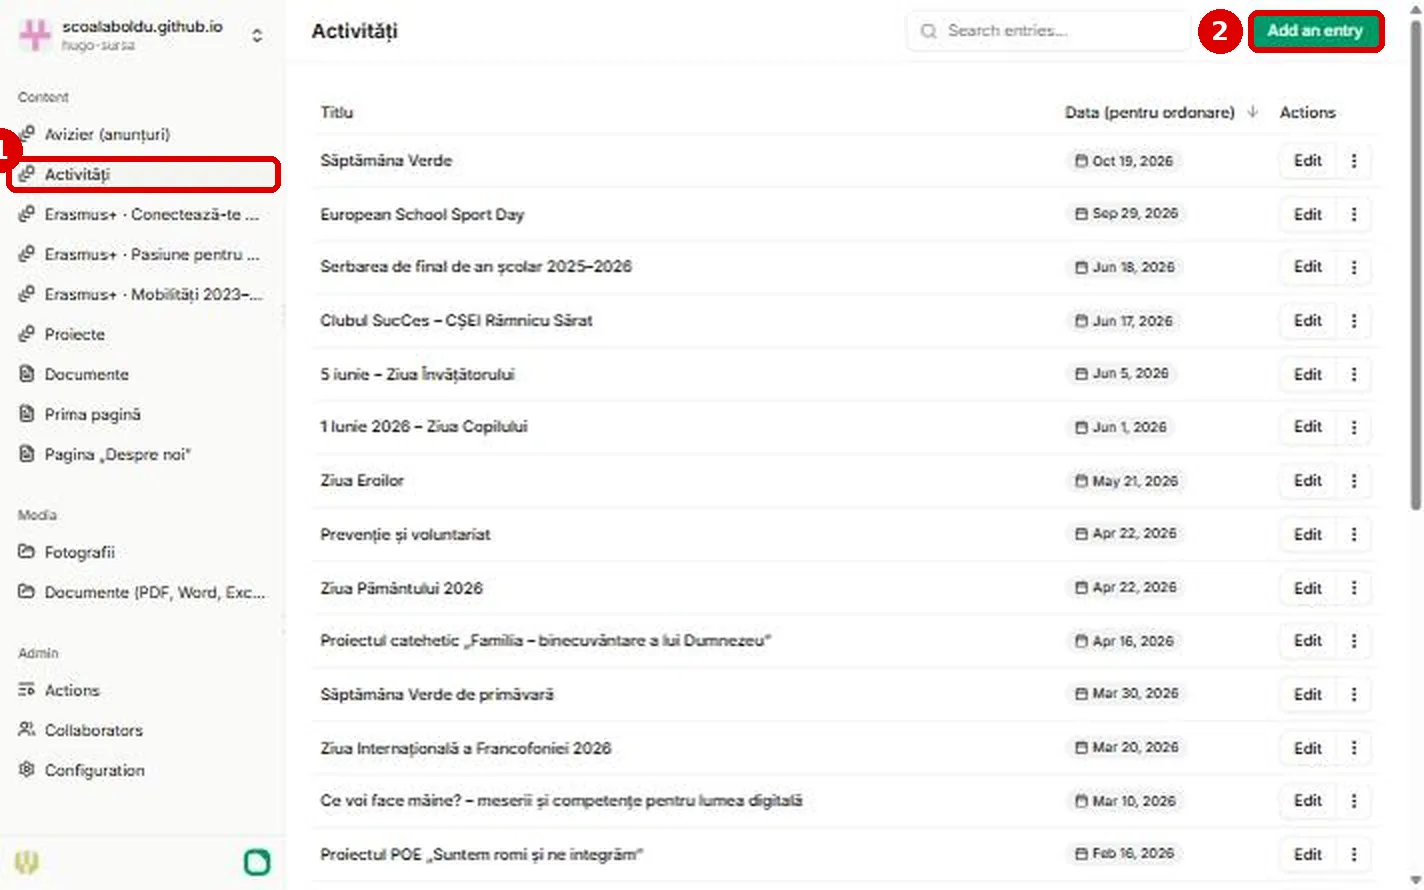 scoalaboldu.github.io
hugo-sursa
Content
Avizier (anunțuri)
1
Activități
Erasmus+ · Conectează-te ...
Erasmus+ · Pasiune pentru ...
Erasmus+ · Mobilități 2023–...
Proiecte
Documente
Prima pagină
Pagina „Despre noi”
Media
Fotografii
Documente (PDF, Word, Exc...
Admin
Actions
Collaborators
Configuration
Activități
Search entries...
2
Add an entry
Titlu Data (pentru ordonare) Actions
Săptămâna Verde Oct 19, 2026 Edit
European School Sport Day Sep 29, 2026 Edit
Serbarea de final de an școlar 2025–2026 Jun 18, 2026 Edit
Clubul SucCes – CȘEI Râmnicu Sărat Jun 17, 2026 Edit
5 iunie – Ziua Învățătorului Jun 5, 2026 Edit
1 Iunie 2026 – Ziua Copilului Jun 1, 2026 Edit
Ziua Eroilor May 21, 2026 Edit
Prevenție și voluntariat Apr 22, 2026 Edit
Ziua Pământului 2026 Apr 22, 2026 Edit
Proiectul catehetic „Familia – binecuvântare a lui Dumnezeu” Apr 16, 2026 Edit
Săptămâna Verde de primăvară Mar 30, 2026 Edit
Ziua Internațională a Francofoniei 2026 Mar 20, 2026 Edit
Ce voi face mâine? – meserii și competențe pentru lumea digitală Mar 10, 2026 Edit
Proiectul POE „Suntem romi și ne integrăm” Feb 16, 2026 Edit